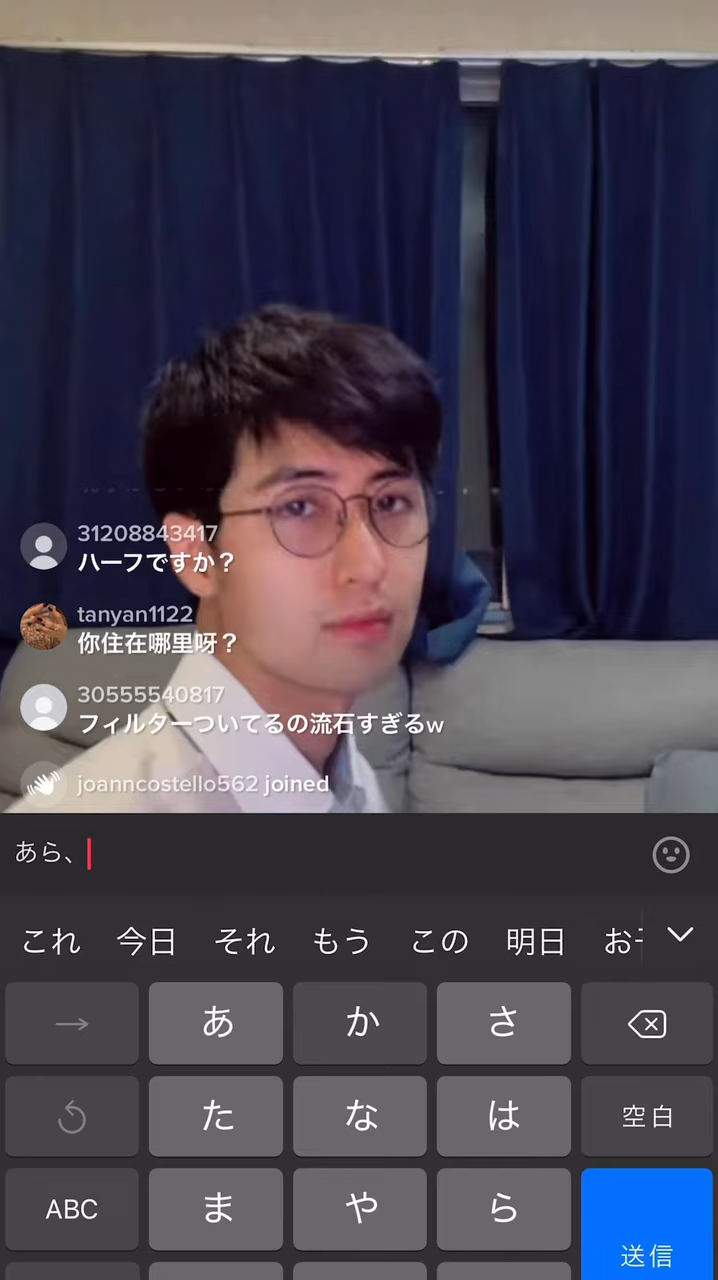 31208843417
ハーフですか？
tanyan1122
你住在哪里呀？
30555540817
フィルターついてるの流石すぎるw
joanncostello562 joined
あら、
これ 今日 それ もう この 明日
→ あ か さ
た な は 空白
ABC ま や ら
送信